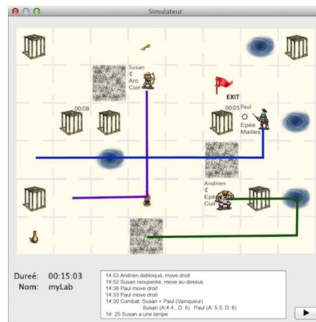 Simulateur
Susan
Arc
Cuir
EXIT
00:08
00:05 Paul
Epée
Mailles
Andrien
Epée
Cuir
Dureé: 00:15:03
Nom: myLab
14:53 Andrien debloqué, move droit
14:52 Susan recuperée, move au-dessus
14:38 Paul move droit
14:33 Paul move droit
14:30 Combat: Susan + Paul (Vainqueur)
Susan (A:4.4 , D: 5) Paul (A: 5.3, D: 6)
14: 25 Susan a une lampe